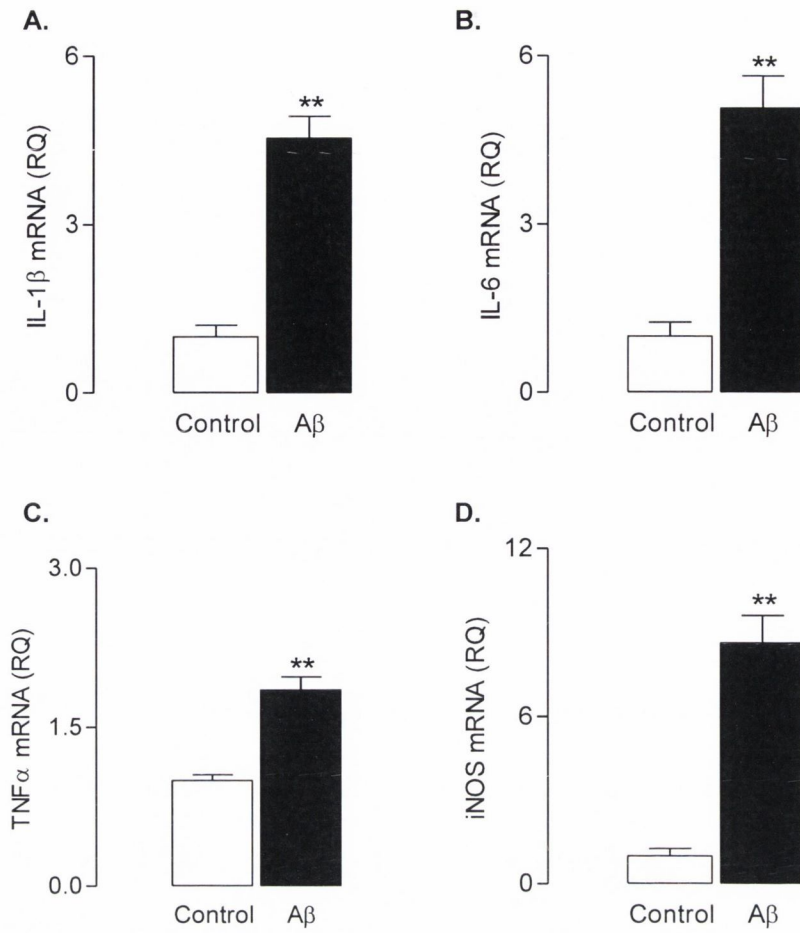 A.
IL-1β mRNA (RQ)
6
3
0
**
Control Aβ
B.
IL-6 mRNA (RQ)
6
3
0
**
Control Aβ
C.
TNFα mRNA (RQ)
3.0
1.5
0.0
**
Control Aβ
D.
iNOS mRNA (RQ)
12
6
0
**
Control Aβ